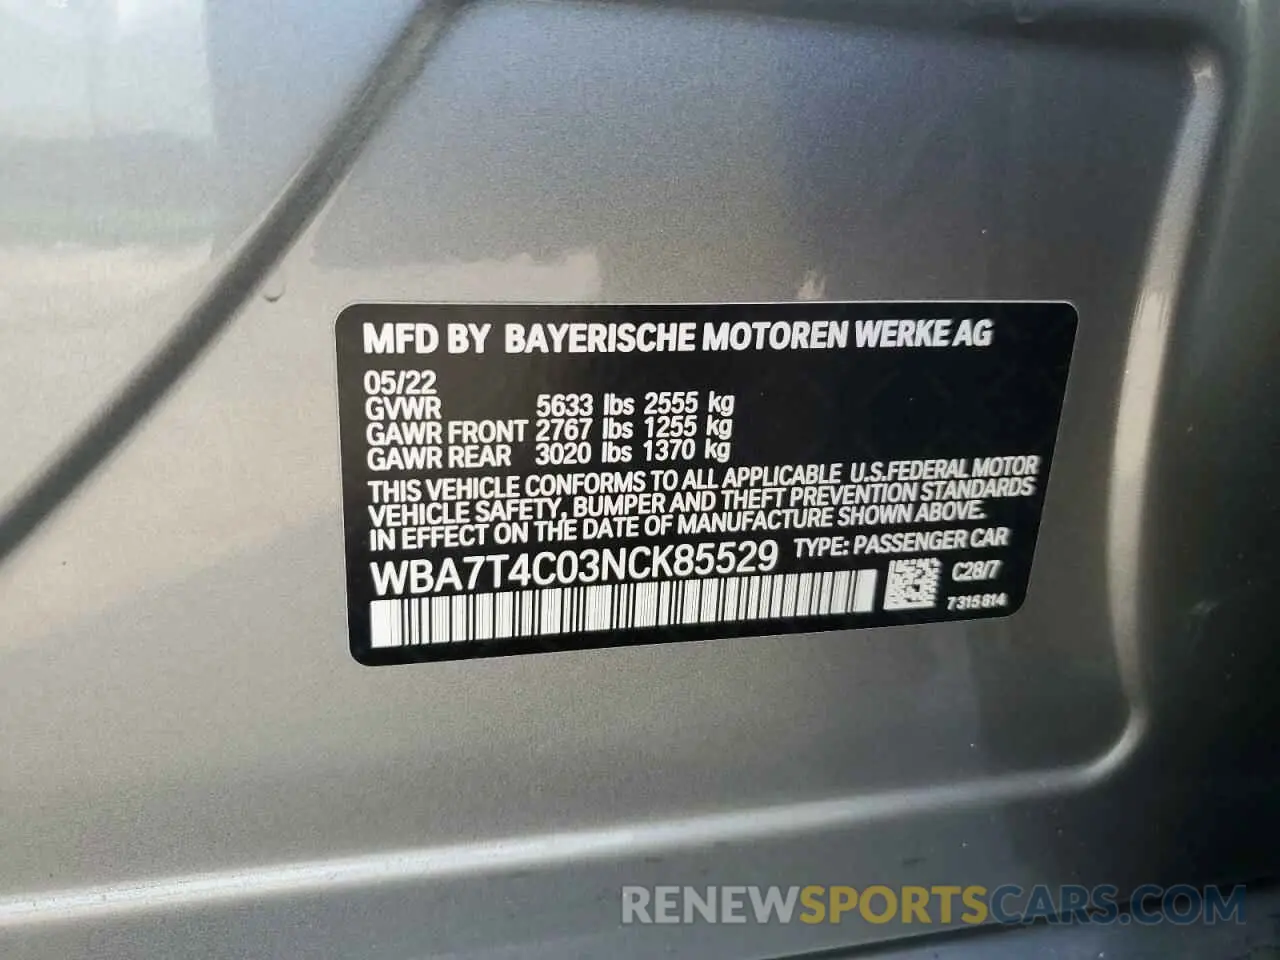 MFD BY BAYERISCHE MOTOREN WERKE AG
05/22
GVWR 5633 lbs 2555 kg
GAWR FRONT 2767 lbs 1255 kg
GAWR REAR 3020 lbs 1370 kg
THIS VEHICLE CONFORMS TO ALL APPLICABLE U.S.FEDERAL MOTOR
VEHICLE SAFETY, BUMPER AND THEFT PREVENTION STANDARDS
IN EFFECT ON THE DATE OF MANUFACTURE SHOWN ABOVE.
WBA7T4C03NCK85529 TYPE: PASSENGER CAR
C28/7
7315814
RENEWSPORTSCARS.COM